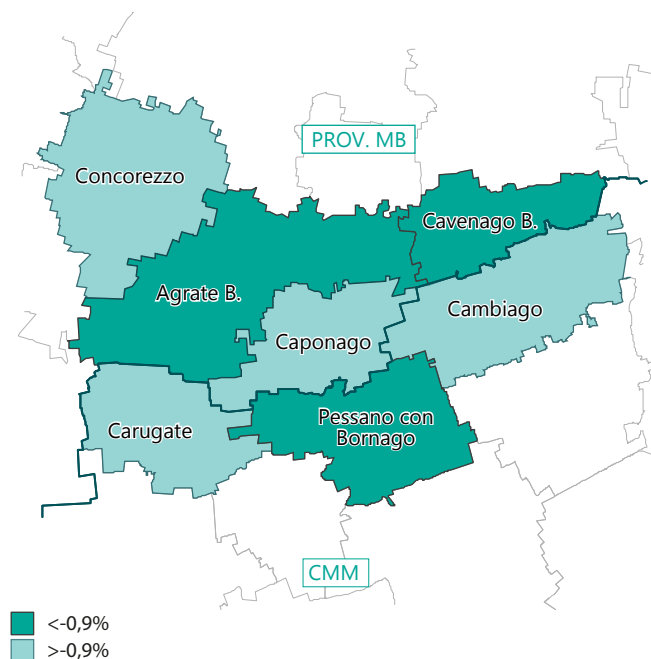 PROV. MB
Concorezzo
Cavenago B.
Agrate B.
Cambiago
Caponago
Pessano con
Bornago
Carugate
CMM
<-0,9%
>-0,9%